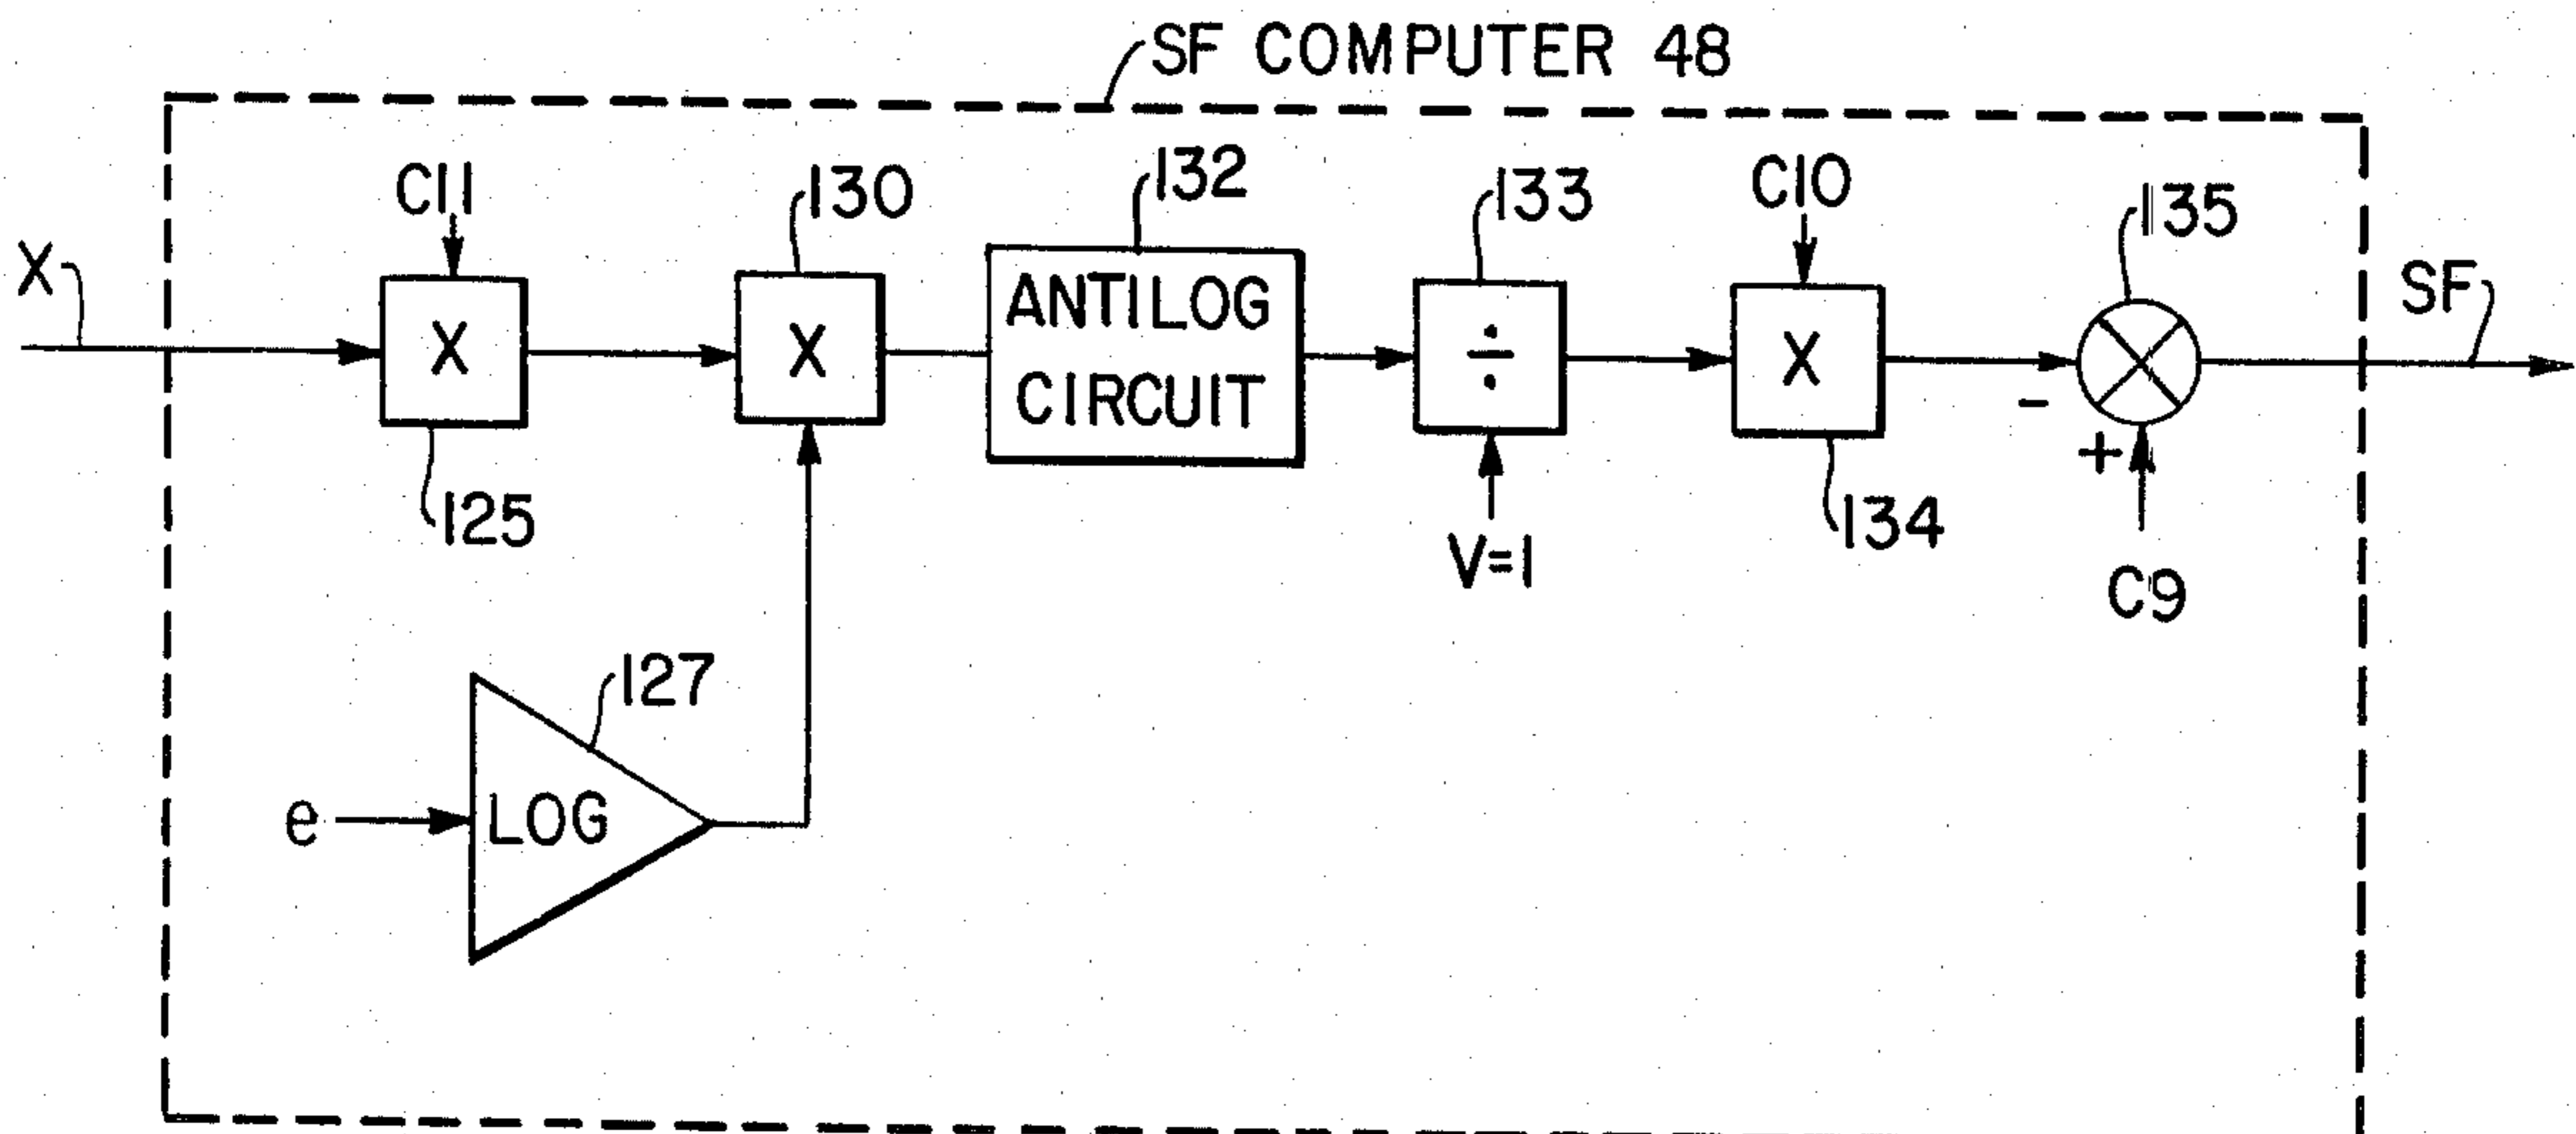 SF COMPUTER 48
C11
130
132
133
C10
135
X
SF
X
X
ANTILOG
CIRCUIT
÷
X
-
+
125
134
V=1
C9
127
e
LOG